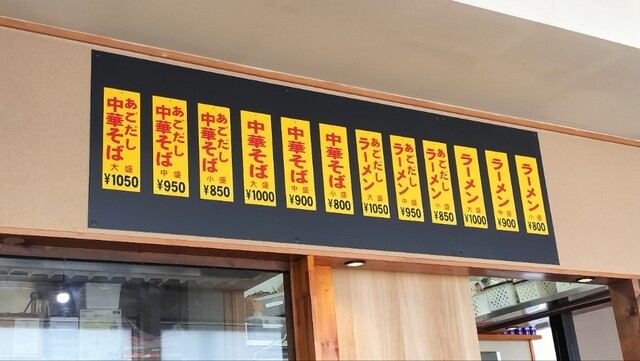 あごだし
中華そば
大盛
¥1050
あごだし
中華そば
中盛
¥950
あごだし
中華そば
小盛
¥850
中華そば
大盛
¥1000
中華そば
中盛
¥900
中華そば
小盛
¥800
あごだし
ラーメン
大盛
¥1050
あごだし
ラーメン
中盛
¥950
あごだし
ラーメン
小盛
¥850
ラーメン
大盛
¥1000
ラーメン
中盛
¥900
ラーメン
小盛
¥800